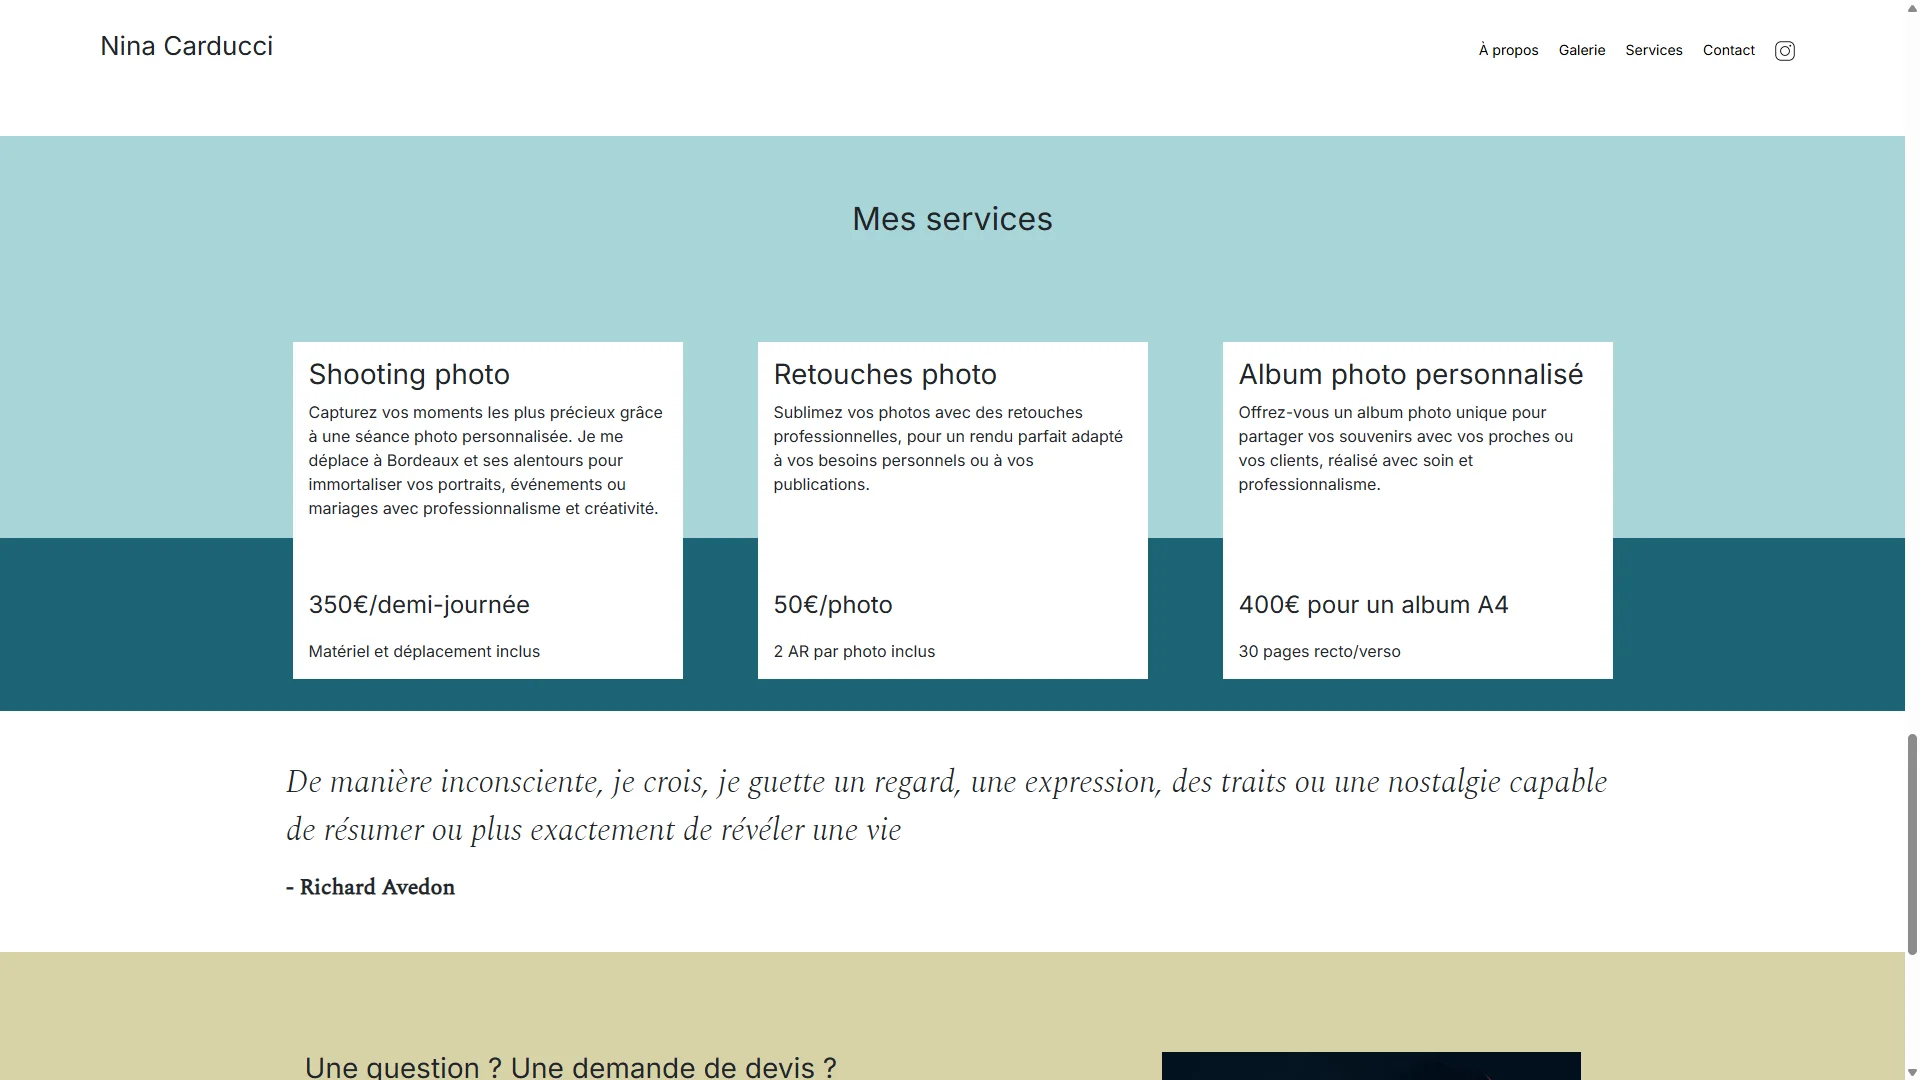 Nina Carducci
À propos Galerie Services Contact
Mes services
Shooting photo
Capturez vos moments les plus précieux grâce
à une séance photo personnalisée. Je me
déplace à Bordeaux et ses alentours pour
immortaliser vos portraits, événements ou
mariages avec professionnalisme et créativité.
350€/demi-journée
Matériel et déplacement inclus
Retouches photo
Sublimez vos photos avec des retouches
professionnelles, pour un rendu parfait adapté
à vos besoins personnels ou à vos
publications.
50€/photo
2 AR par photo inclus
Album photo personnalisé
Offrez-vous un album photo unique pour
partager vos souvenirs avec vos proches ou
vos clients, réalisé avec soin et
professionnalisme.
400€ pour un album A4
30 pages recto/verso
De manière inconsciente, je crois, je guette un regard, une expression, des traits ou une nostalgie capable
de résumer ou plus exactement de révéler une vie
- Richard Avedon
Une question ? Une demande de devis ?